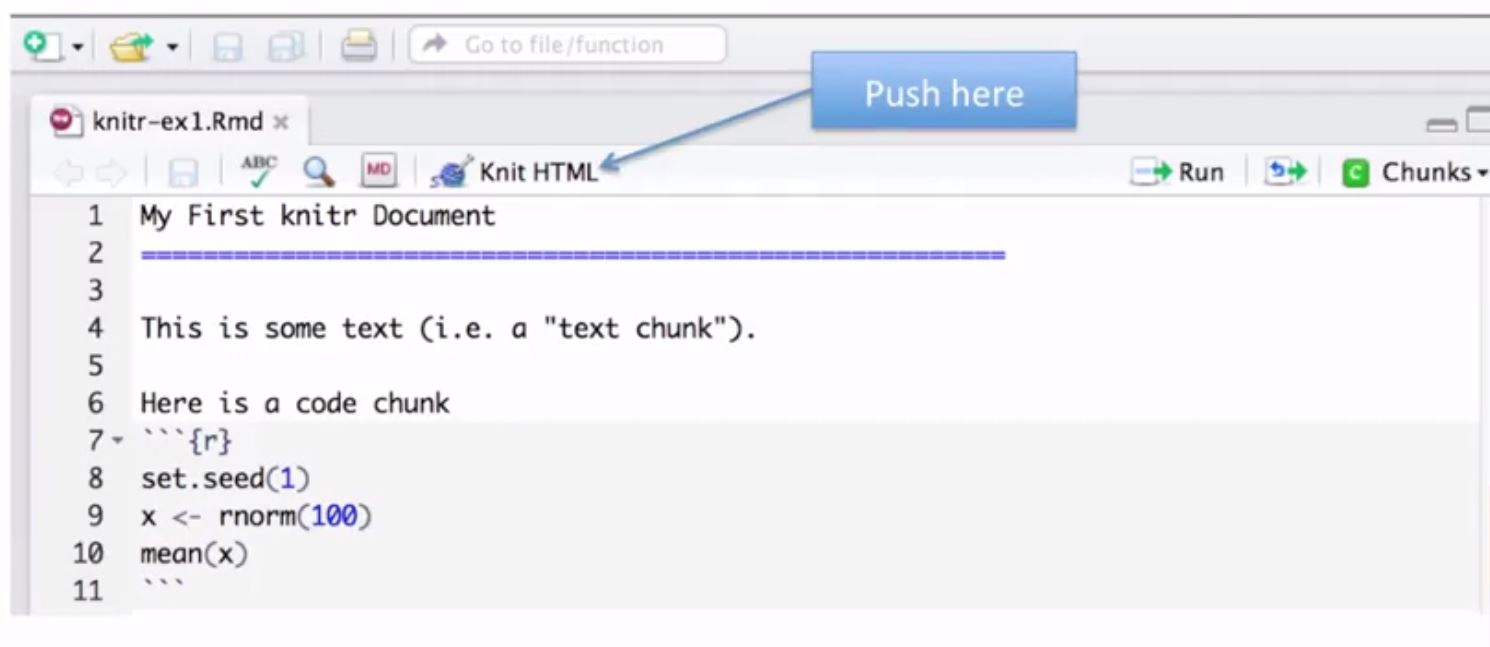 Go to file/function
Push here
knitr-ex1.Rmd
ABC MD Knit HTML Run C Chunks
1 My First knitr Document
2 ========================================================
3
4 This is some text (i.e. a "text chunk").
5
6 Here is a code chunk
7 ```{r}
8 set.seed(1)
9 x <- rnorm(100)
10 mean(x)
11 ```